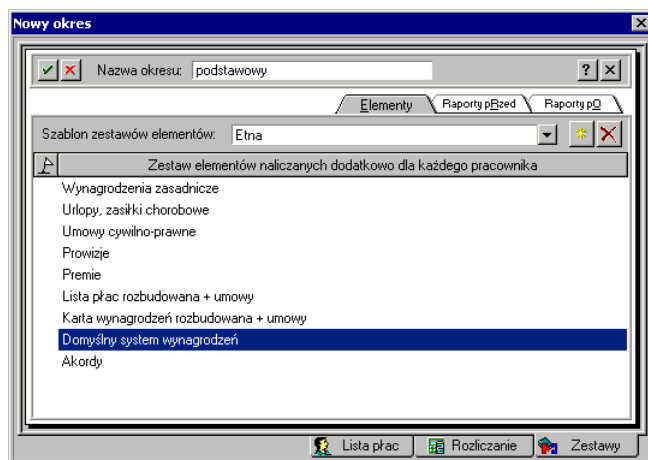 Nowy okres
Nazwa okresu: podstawowy
Elementy Raporty pRzed Raporty pO
Szablon zestawów elementów: Etna
Zestaw elementów naliczanych dodatkowo dla każdego pracownika
Wynagrodzenia zasadnicze
Urlopy, zasiłki chorobowe
Umowy cywilno-prawne
Prowizje
Premie
Lista płac rozbudowana + umowy
Karta wynagrodzeń rozbudowana + umowy
Domyślny system wynagrodzeń
Akordy
Lista płac Rozliczanie Zestawy